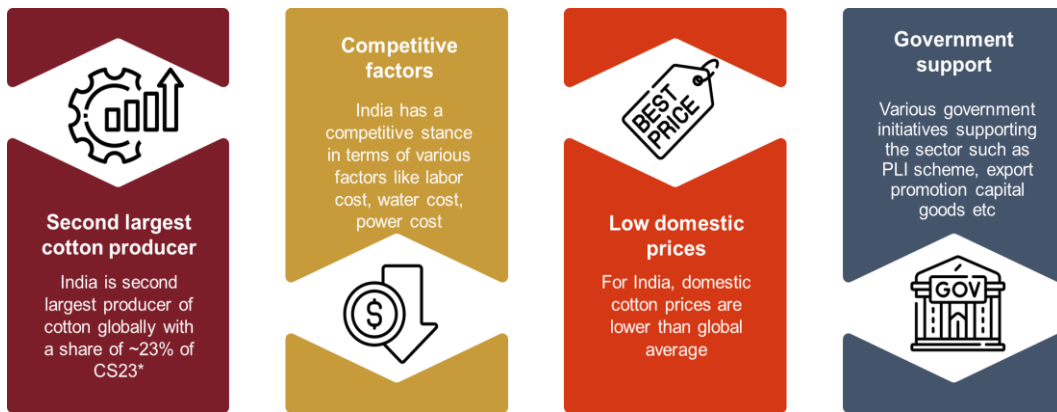 Second largest
cotton producer
India is second
largest producer of
cotton globally with
a share of ~23% of
CS23*
Competitive
factors
India has a
competitive stance
in terms of various
factors like labor
cost, water cost,
power cost
BEST
PRICE
Low domestic
prices
For India, domestic
cotton prices are
lower than global
average
Government
support
Various government
initiatives supporting
the sector such as
PLI scheme, export
promotion capital
goods etc
GOV